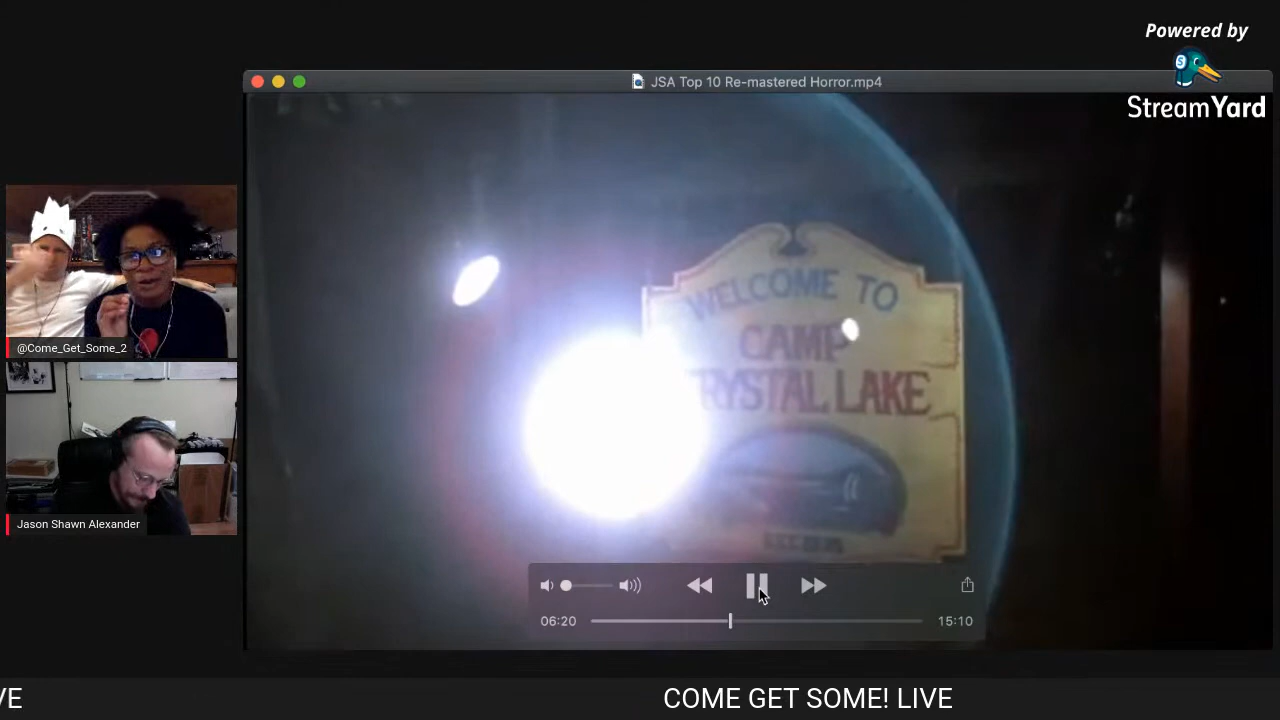 Powered by
StreamYard
JSA Top 10 Re-mastered Horror.mp4
WELCOME TO
CAMP
RYSTAL LAKE
@Come_Get_Some_2
Jason Shawn Alexander
06:20
15:10
VE
COME GET SOME! LIVE